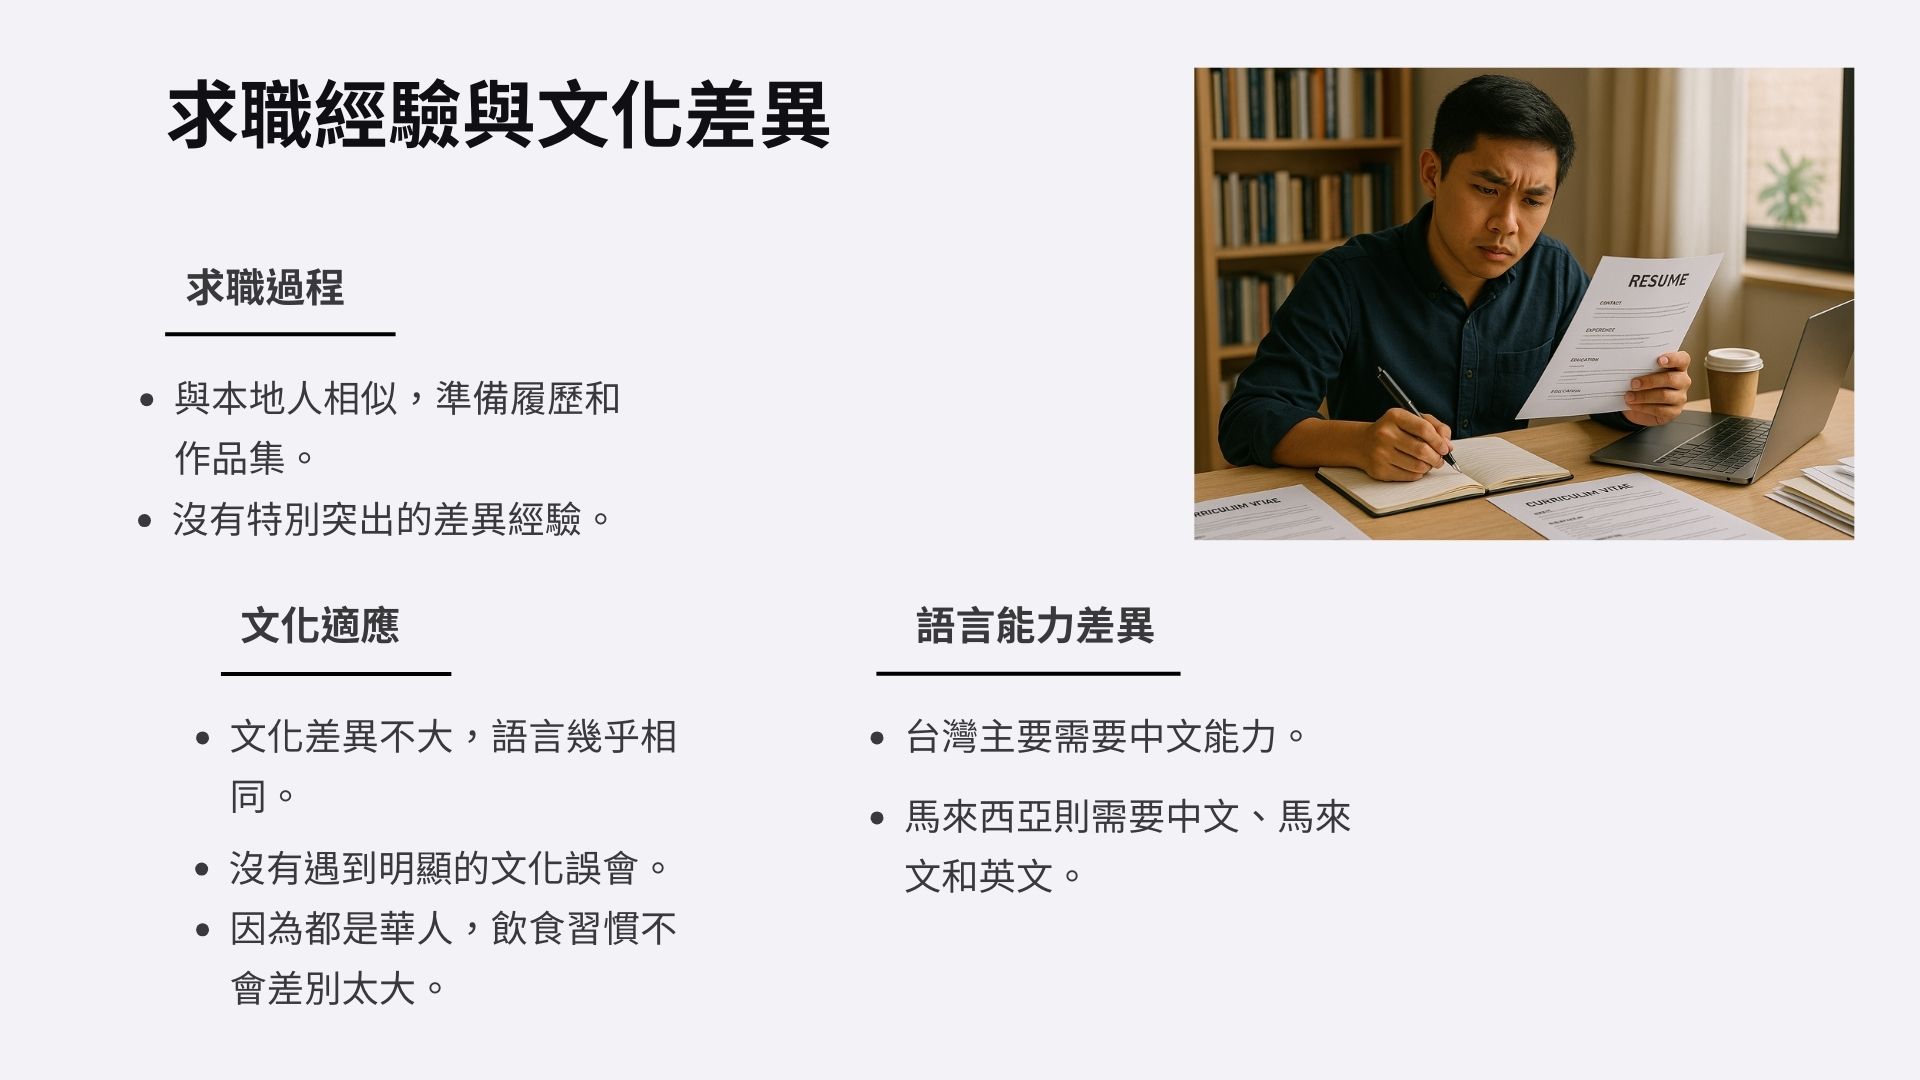 求職經驗與文化差異
RESUME
CONTACT
EXPERIENCE
EDUCATION
EDUCATION
CURRICULIM VITAE
求職過程
與本地人相似，準備履歷和
作品集。
沒有特別突出的差異經驗。
文化適應
文化差異不大，語言幾乎相
同。
沒有遇到明顯的文化誤會。
因為都是華人，飲食習慣不
會差別太大。
語言能力差異
台灣主要需要中文能力。
馬來西亞則需要中文、馬來
文和英文。